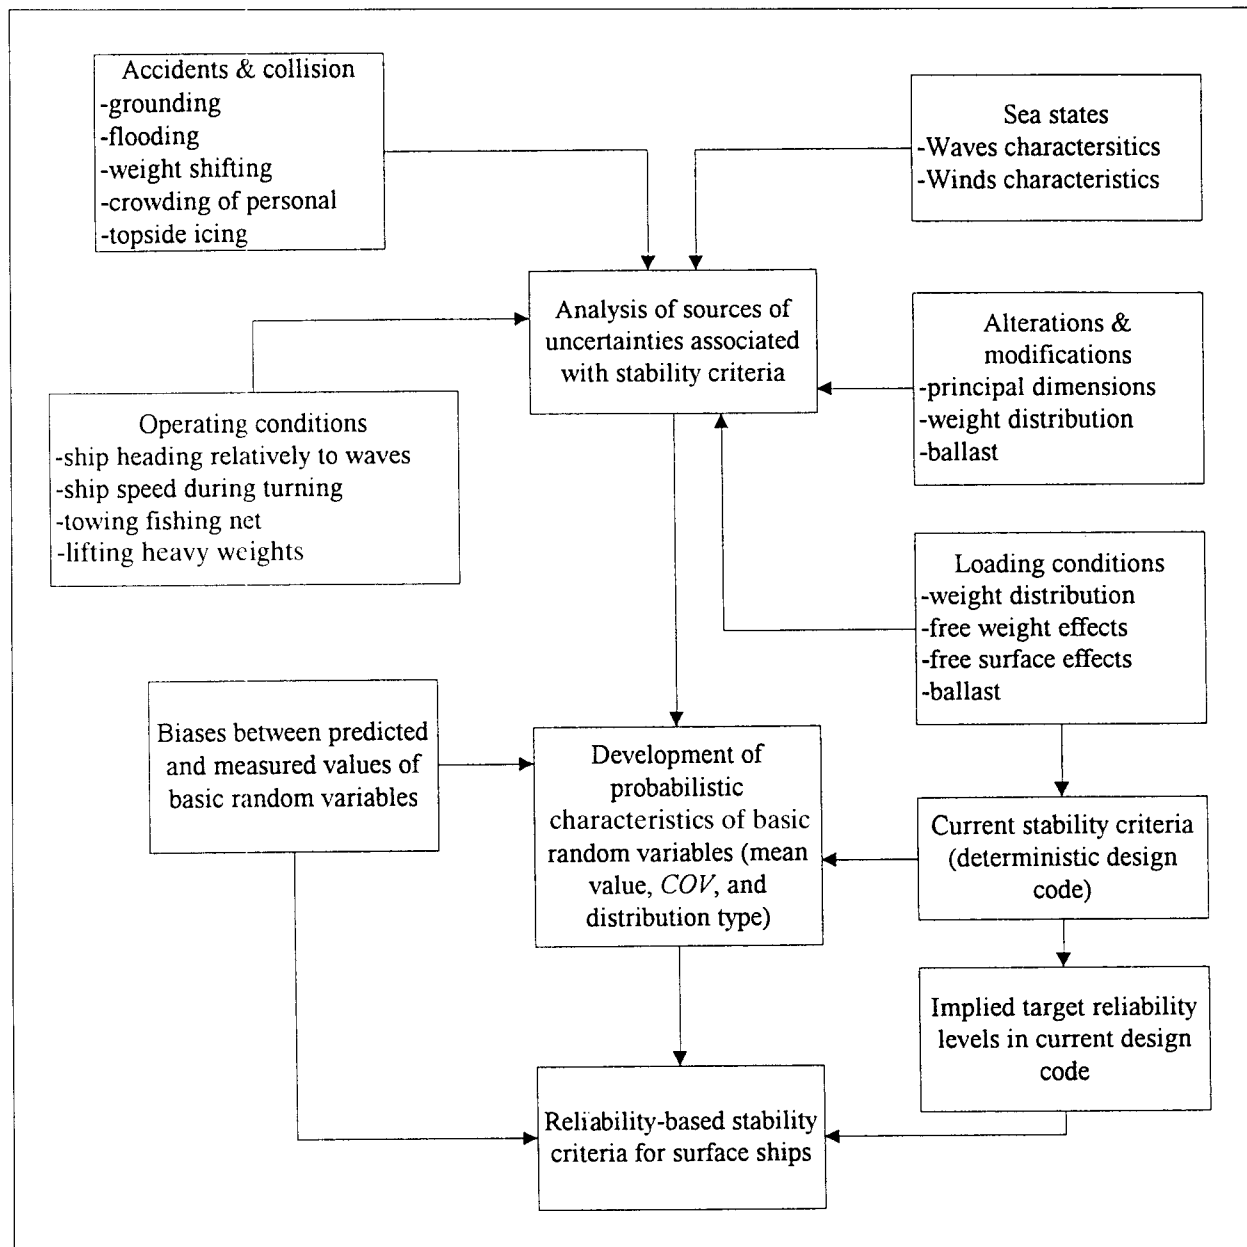 Accidents & collision
-grounding
-flooding
-weight shifting
-crowding of personal
-topside icing
Sea states
-Waves charactersitics
-Winds characteristics
Analysis of sources of
uncertainties associated
with stability criteria
Alterations &
modifications
-principal dimensions
-weight distribution
-ballast
Operating conditions
-ship heading relatively to waves
-ship speed during turning
-towing fishing net
-lifting heavy weights
Loading conditions
-weight distribution
-free weight effects
-free surface effects
-ballast
Biases between predicted
and measured values of
basic random variables
Development of
probabilistic
characteristics of basic
random variables (mean
value, COV, and
distribution type)
Current stability criteria
(deterministic design
code)
Implied target reliability
levels in current design
code
Reliability-based stability
criteria for surface ships